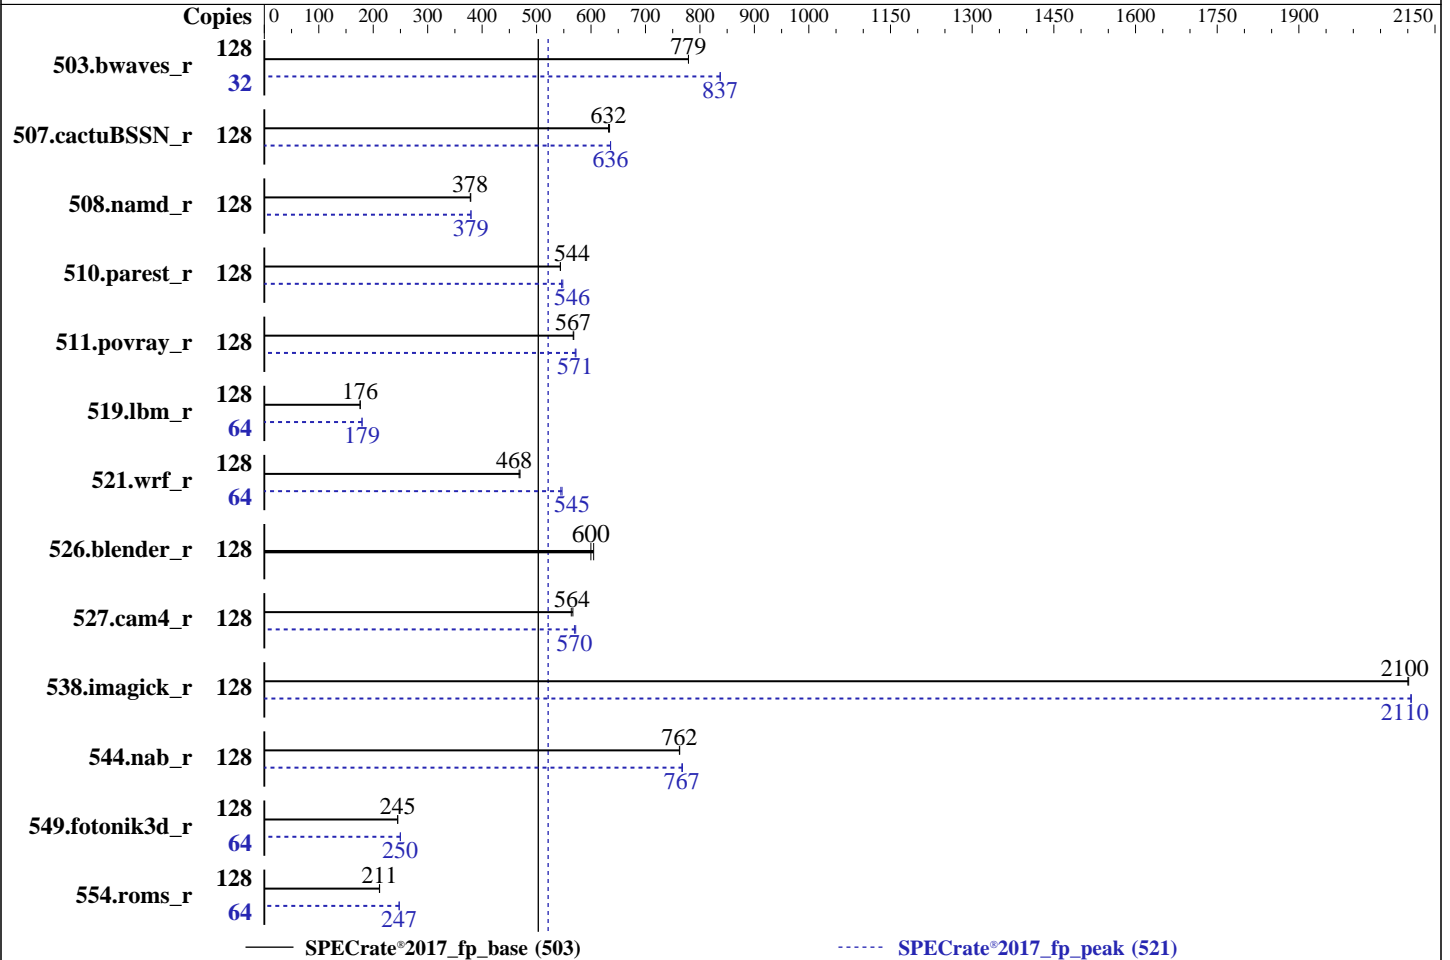 Copies 0 100 200 300 400 500 600 700 800 900 1000 1150 1300 1450 1600 1750 1900 2150
503.bwaves_r 128 779
32 837
507.cactuBSSN_r 128 632
636
508.namd_r 128 378
379
510.parest_r 128 544
546
511.povray_r 128 567
571
519.lbm_r 128 176
64 179
521.wrf_r 128 468
64 545
526.blender_r 128 600
527.cam4_r 128 564
570
538.imagick_r 128 2100
2110
544.nab_r 128 762
767
549.fotonik3d_r 128 245
64 250
554.roms_r 128 211
64 247
SPECrate®2017_fp_base (503) SPECrate®2017_fp_peak (521)